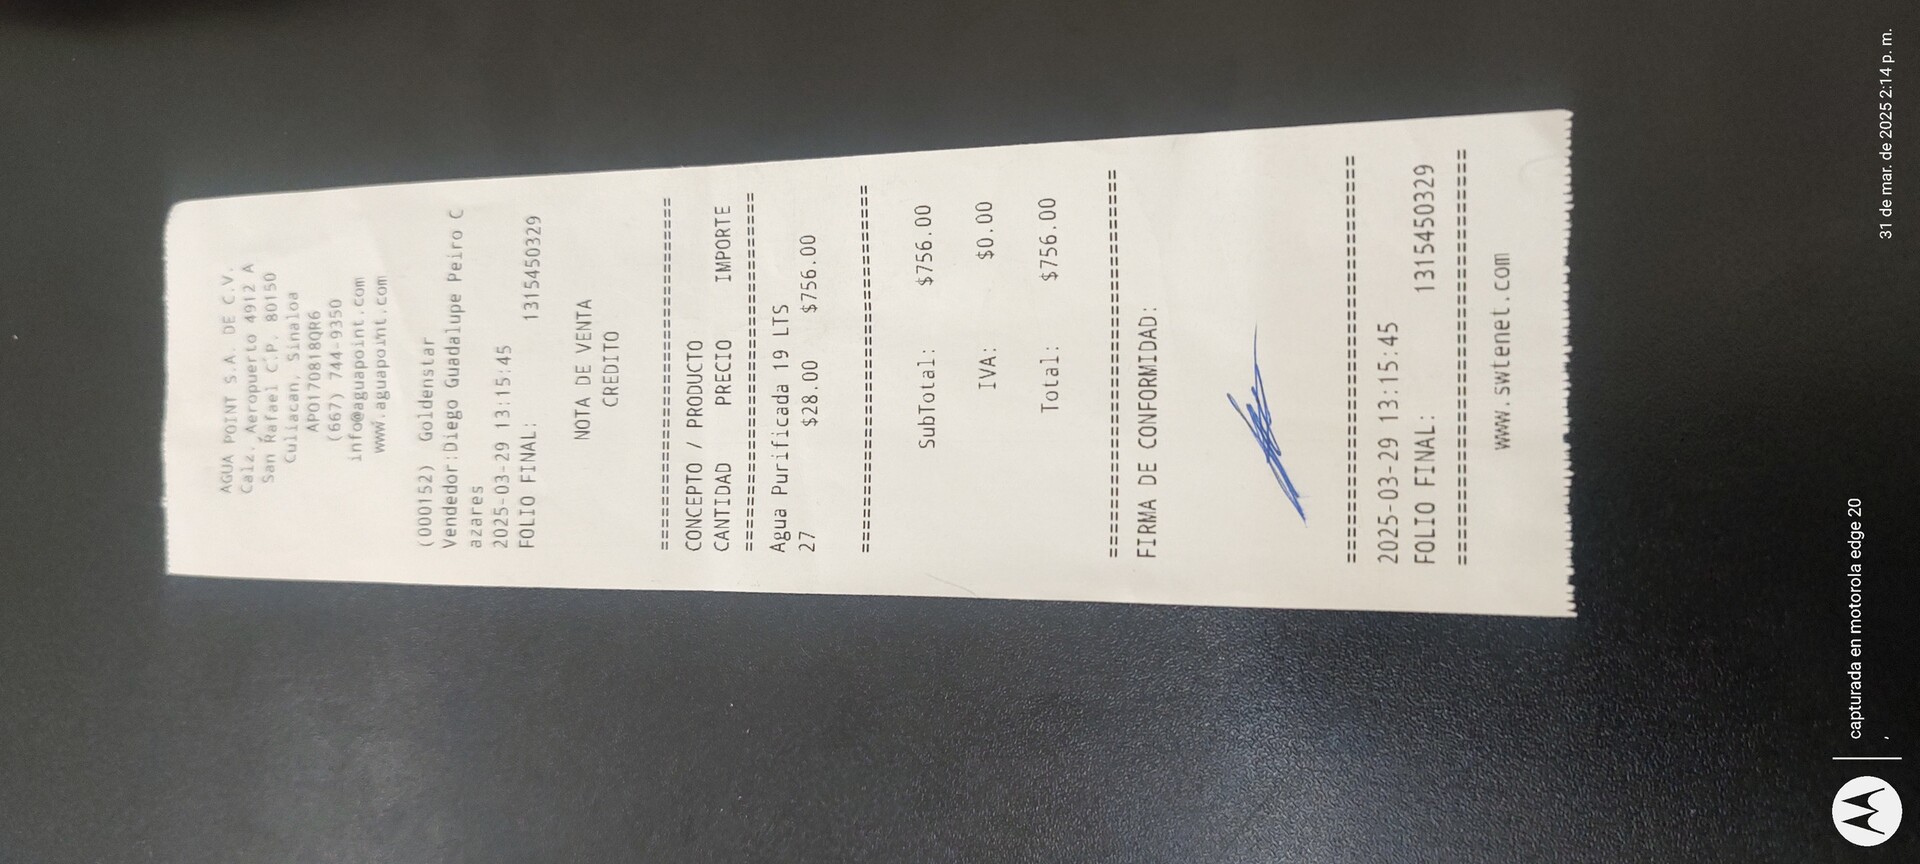 AGUA POINT S.A. DE C.V.
Calz. Aeropuerto 4912 A
San Rafael C.P. 80150
Culiacan, Sinaloa
APO170818QR6
(667) 744-9350
info@aguapoint.com
www.aguapoint.com
(000152) Goldenstar
Vendedor:Diego Guadalupe Peiro C
azares
2025-03-29 13:15:45
FOLIO FINAL: 1315450329
NOTA DE VENTA
CREDITO
================================
CONCEPTO / PRODUCTO
CANTIDAD PRECIO IMPORTE
================================
Agua Purificada 19 LTS
27 $28.00 $756.00
================================
SubTotal: $756.00
IVA: $0.00
Total: $756.00
================================
FIRMA DE CONFORMIDAD:
================================
2025-03-29 13:15:45
FOLIO FINAL: 1315450329
================================
www.swtenet.com
capturada en motorola edge 20
, 31 de mar. de 2025 2:14 p. m.